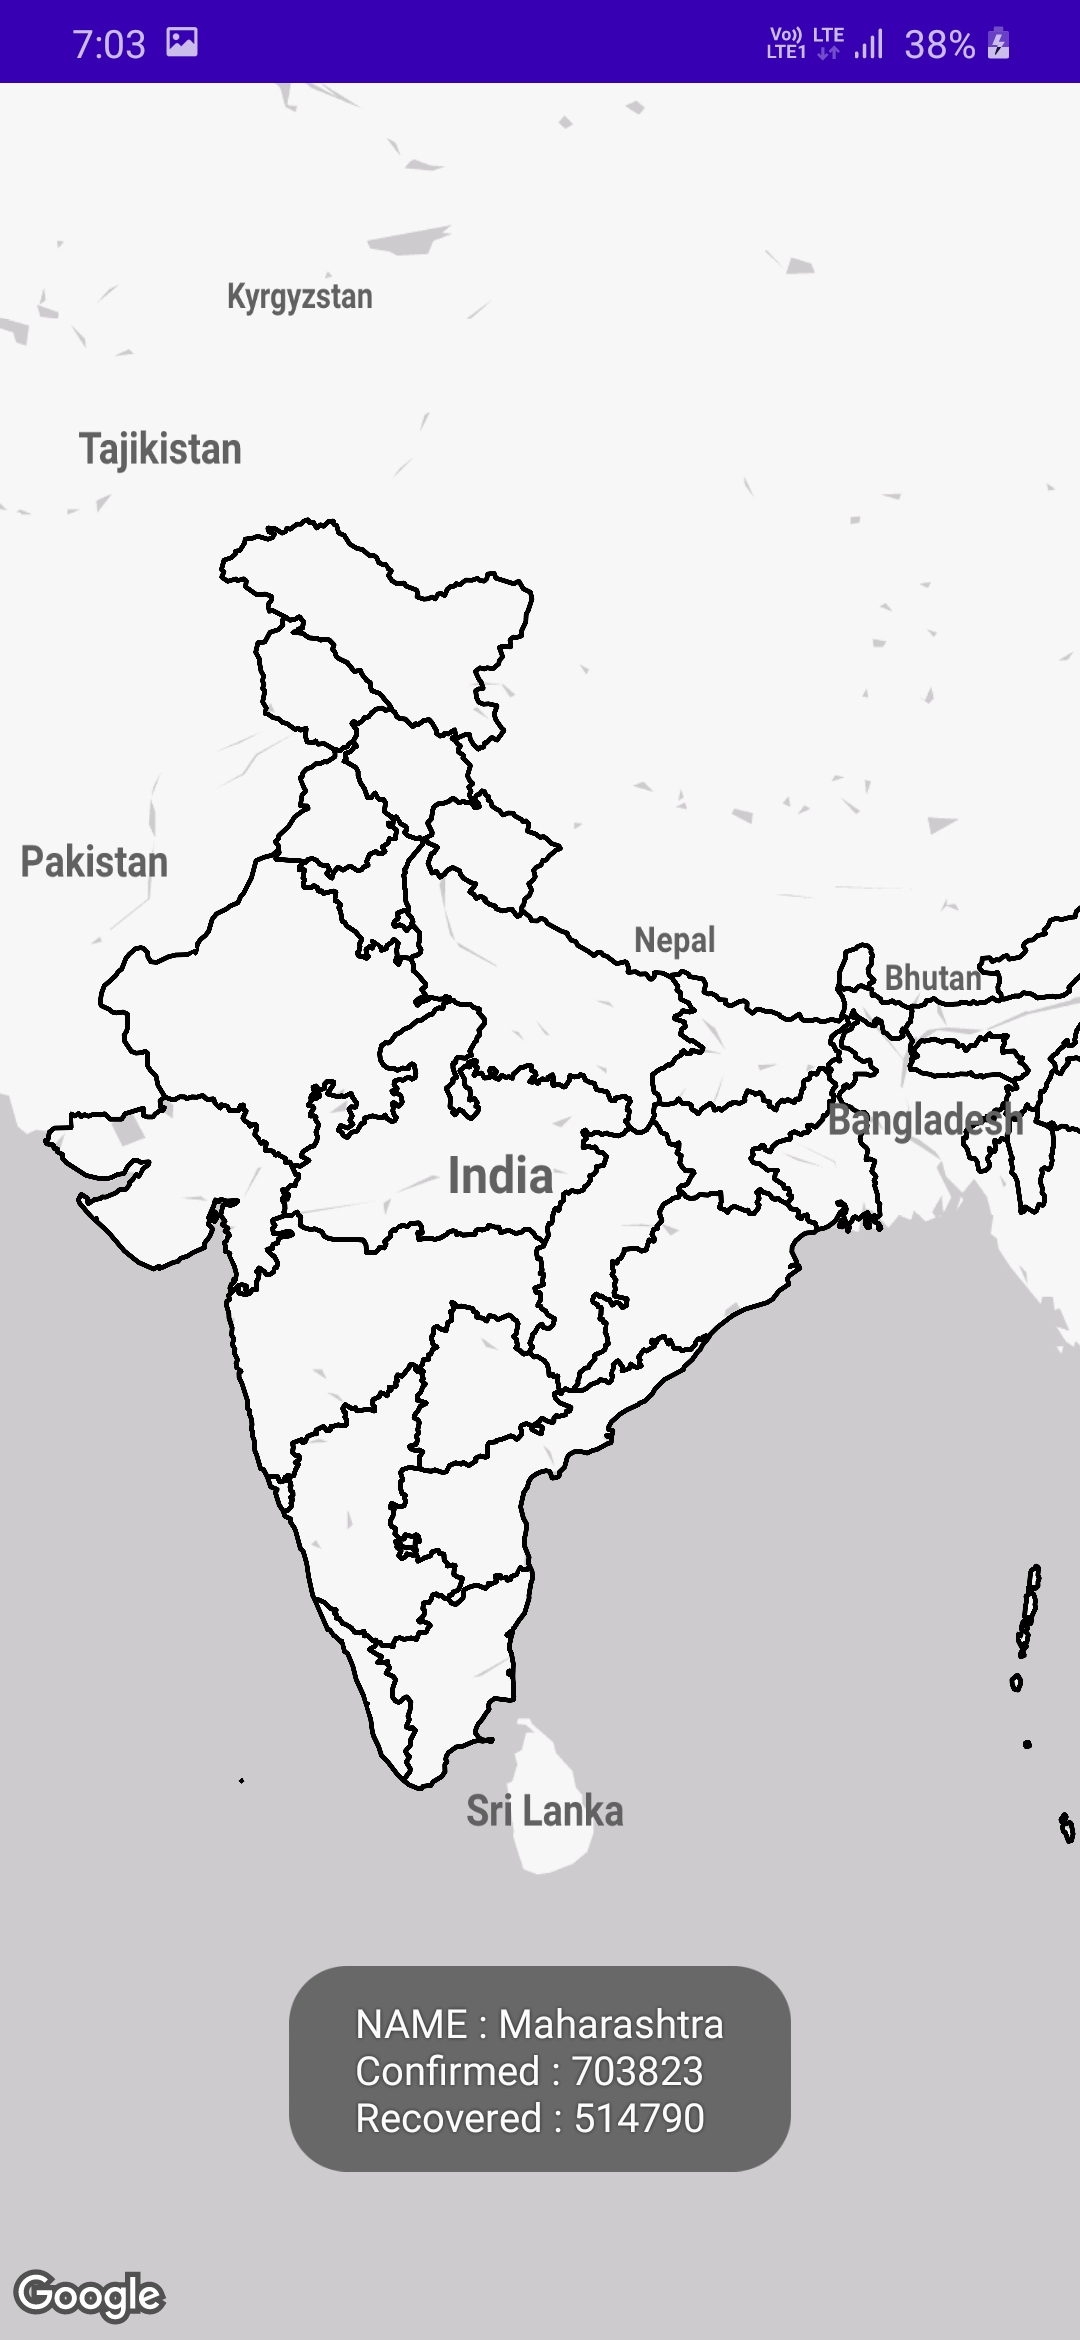 7:03 Vo)) LTE1 LTE 38%
Kyrgyzstan
Tajikistan
Pakistan
Nepal
Bhutan
Bangladesh
India
Sri Lanka
NAME : Maharashtra
Confirmed : 703823
Recovered : 514790
Google